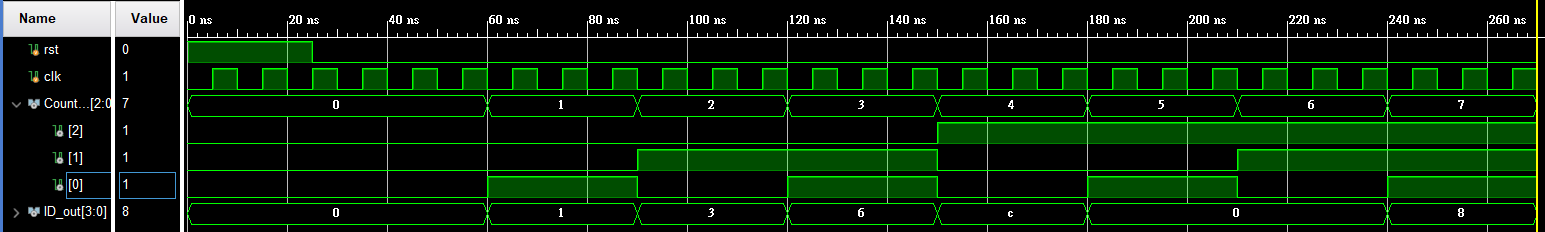 Name Value 0 ns 20 ns 40 ns 60 ns 80 ns 100 ns 120 ns 140 ns 160 ns 180 ns 200 ns 220 ns 240 ns 260 ns
rst 0
clk 1
Count...[2:0 7 0 1 2 3 4 5 6 7
[2] 1
[1] 1
[0] 1
ID_out[3:0] 8 0 1 3 6 c 0 8